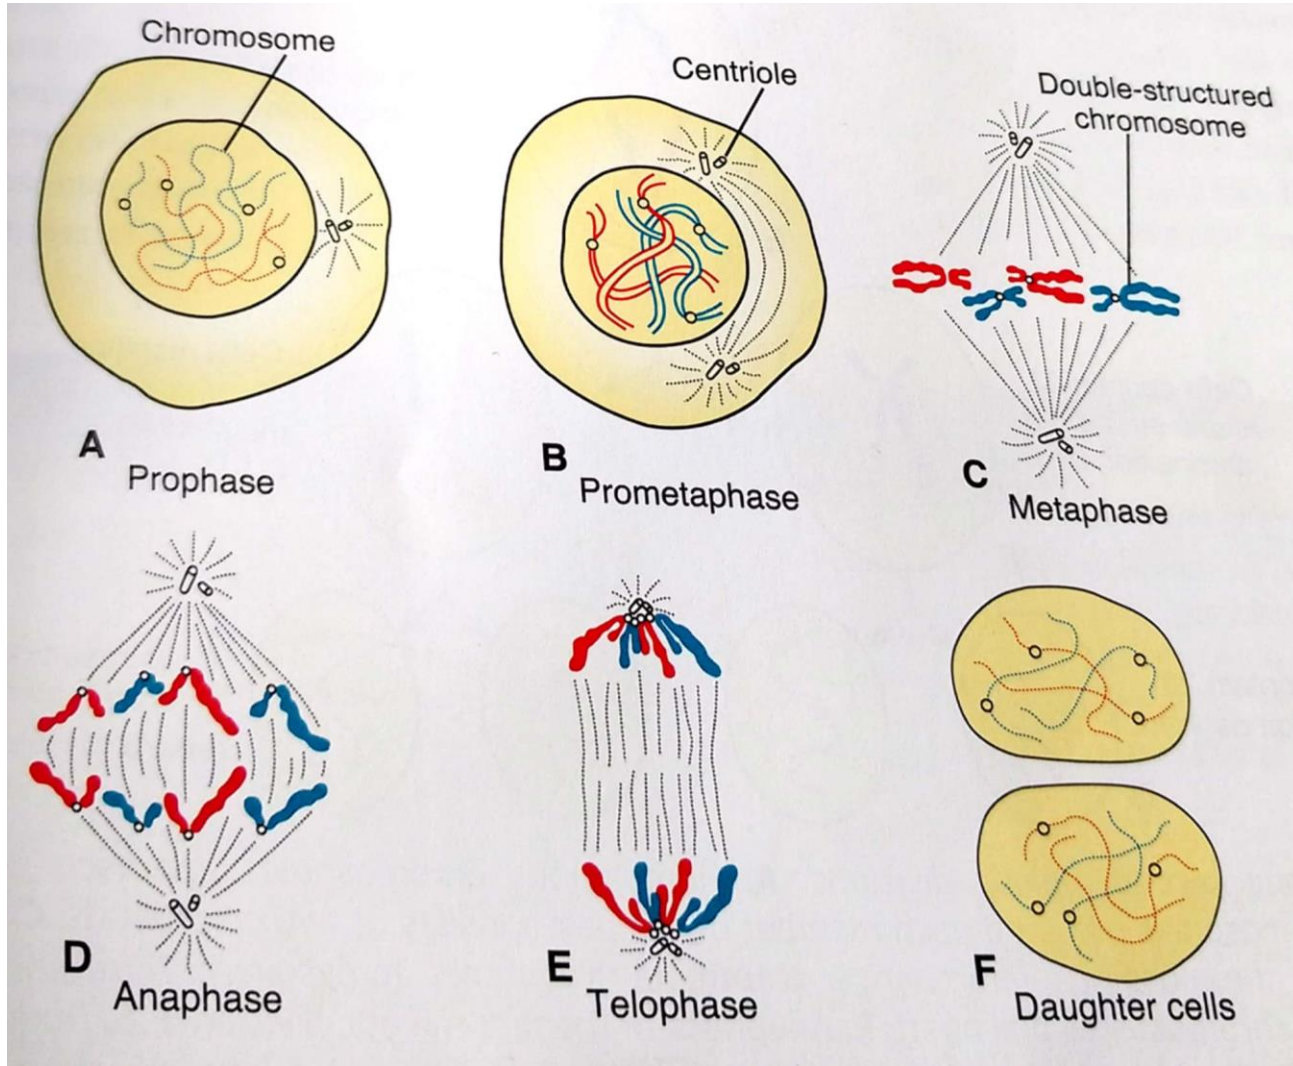 Chromosome
Centriole
Double-structured
chromosome
A
Prophase
B
Prometaphase
C
Metaphase
D
Anaphase
E
Telophase
F
Daughter cells